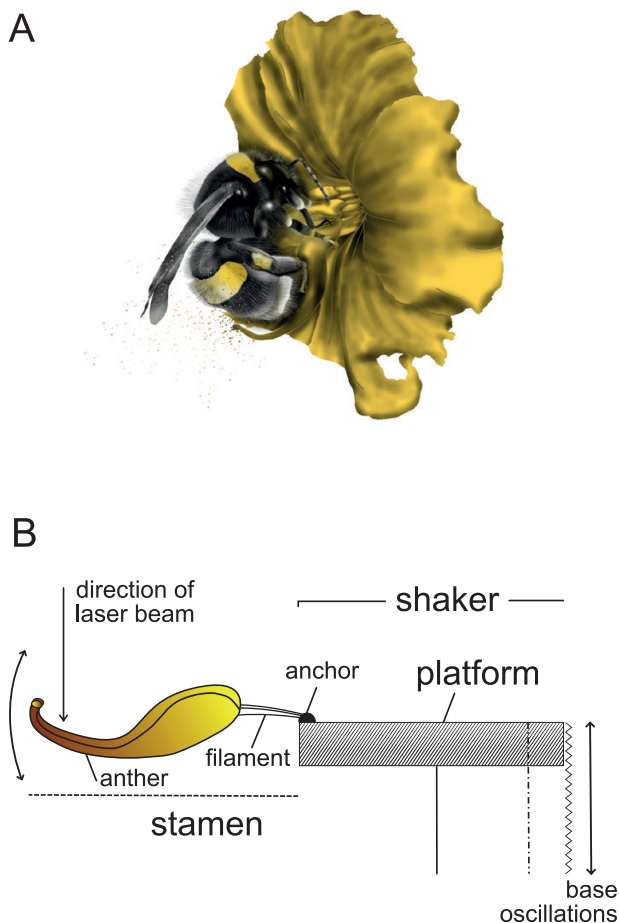 A
B
direction of
laser beam
shaker
anchor
platform
filament
anther
stamen
base
oscillations